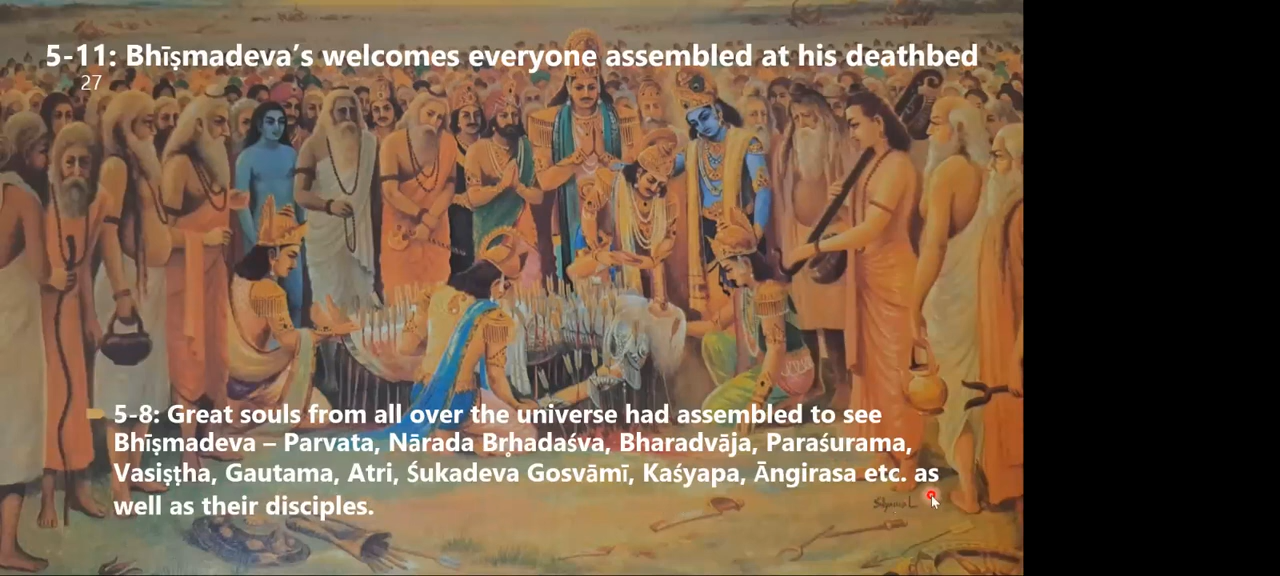 5-11: Bhīṣmadeva’s welcomes everyone assembled at his deathbed
27
5-8: Great souls from all over the universe had assembled to see
Bhīṣmadeva – Parvata, Nārada Bṛhadaśva, Bharadvāja, Paraśurama,
Vasiṣṭha, Gautama, Atri, Śukadeva Gosvāmī, Kaśyapa, Āngirasa etc. as
well as their disciples.